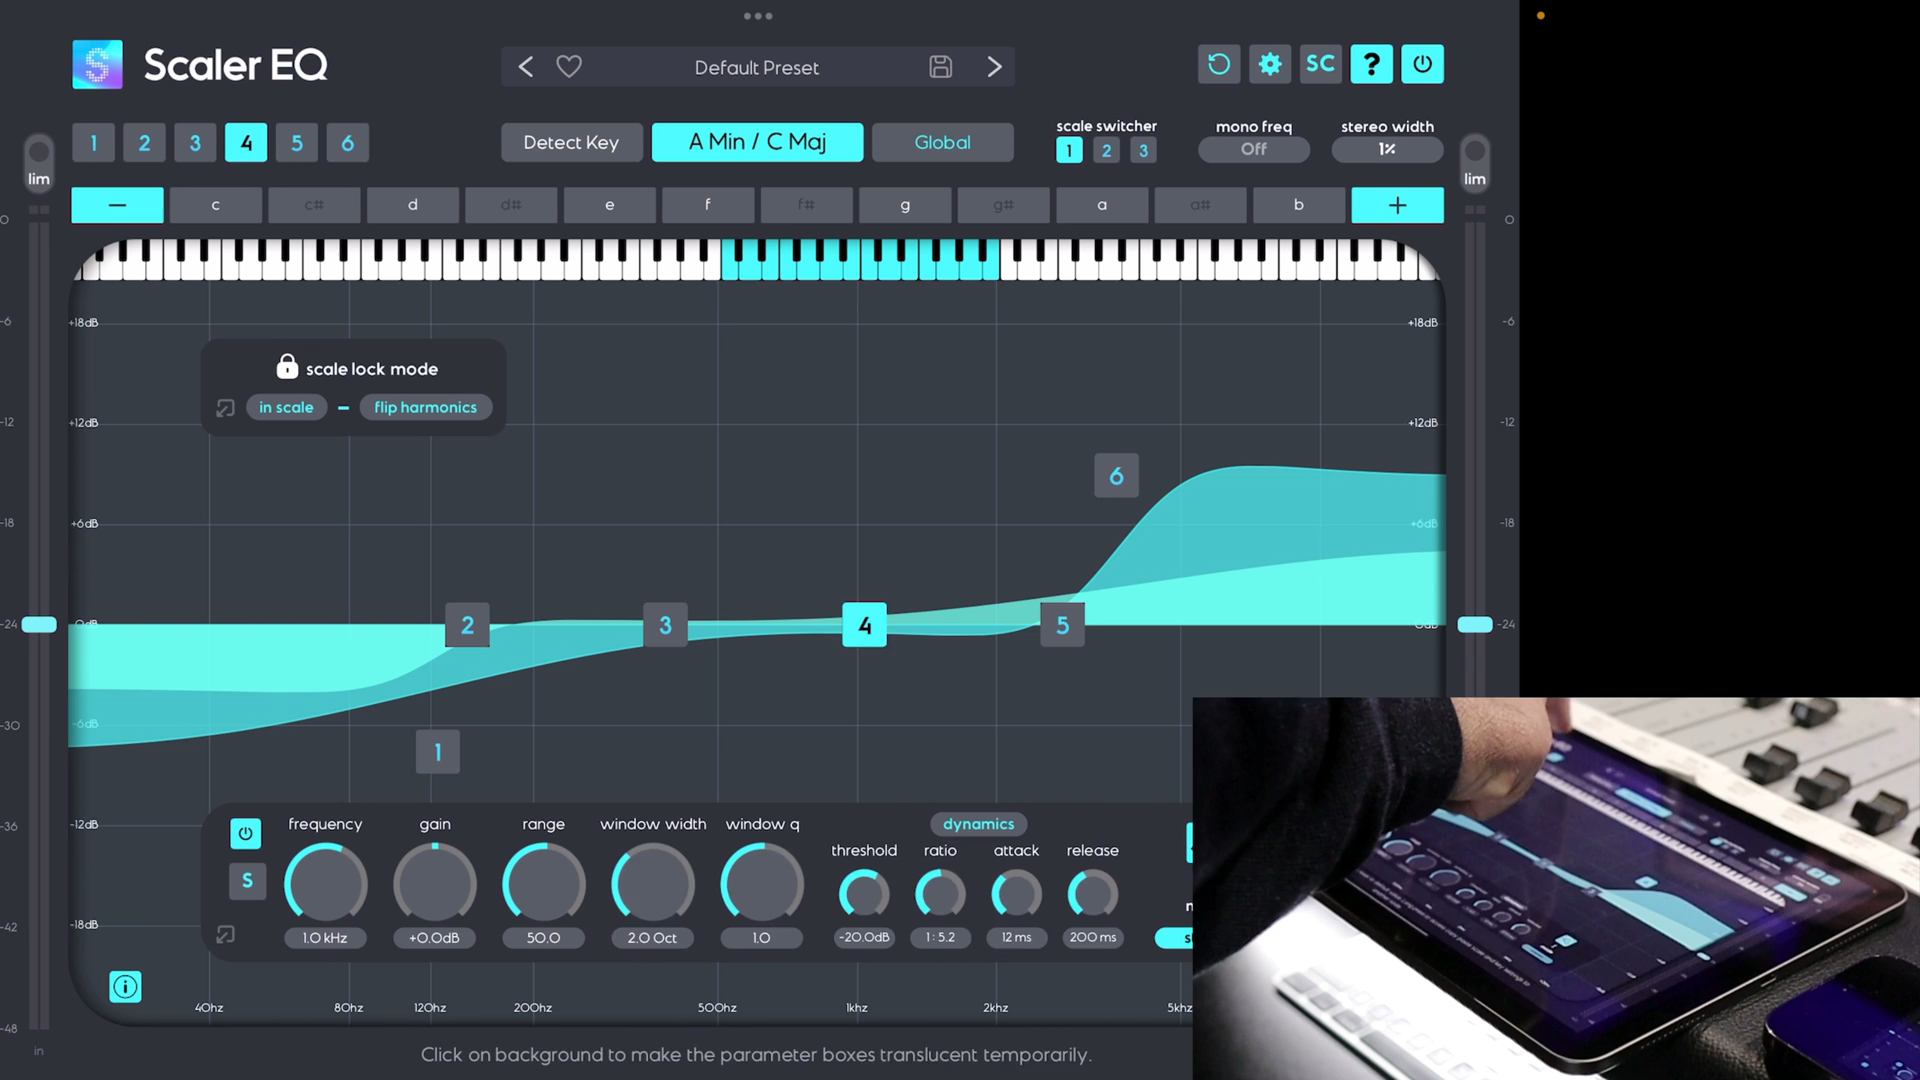 Scaler EQ
Default Preset
SC
?
1 2 3 4 5 6
Detect Key
A Min / C Maj
Global
scale switcher
1 2 3
mono freq
Off
stereo width
1%
lim
lim
— c c# d d# e f f# g g# a a# b +
0
0
-6
+18dB
+18dB
-6
scale lock mode
in scale – flip harmonics
-12
+12dB
+12dB
-12
6
-18
+6dB
+6dB
-18
-24
0dB
2
3
4
5
0dB
-24
-30
-6dB
1
-36
-12dB
frequency
gain
range
window width
window q
dynamics
threshold
ratio
attack
release
S
-42
-18dB
1.0 kHz
+0.0dB
50.0
2.0 Oct
1.0
-20.0dB
1 : 5.2
12 ms
200 ms
i
40hz
80hz
120hz
200hz
500hz
1khz
2khz
5khz
-48
in
Click on background to make the parameter boxes translucent temporarily.